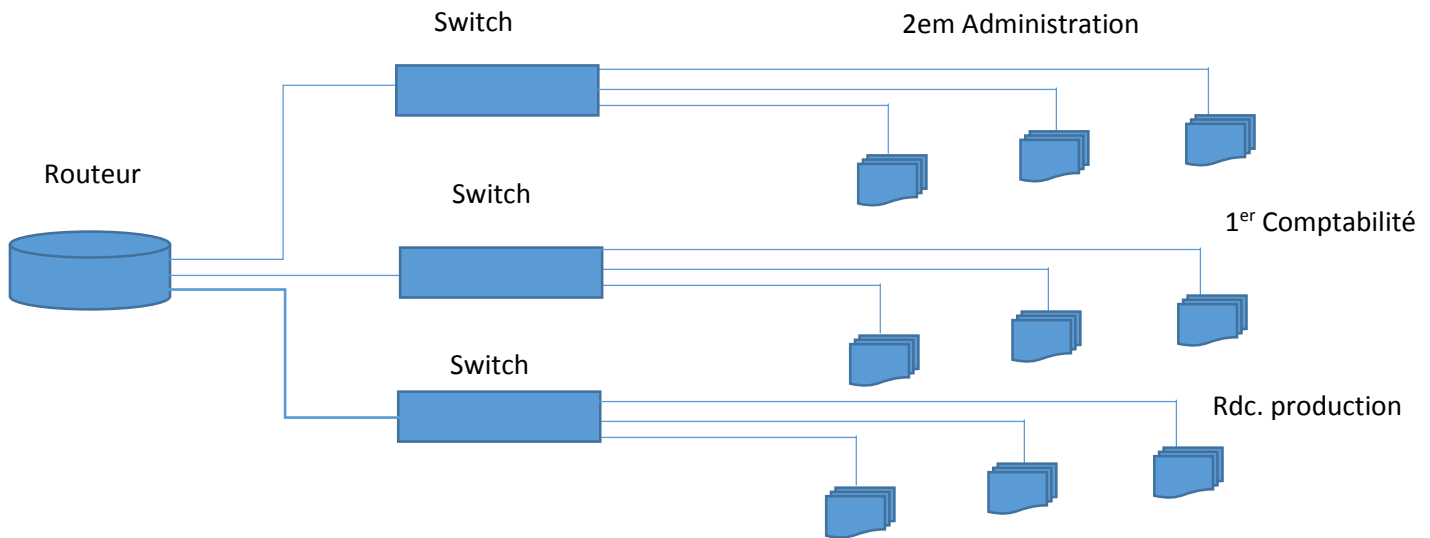 Switch
2em Administration
Routeur
Switch
1er Comptabilité
Switch
Rdc. production